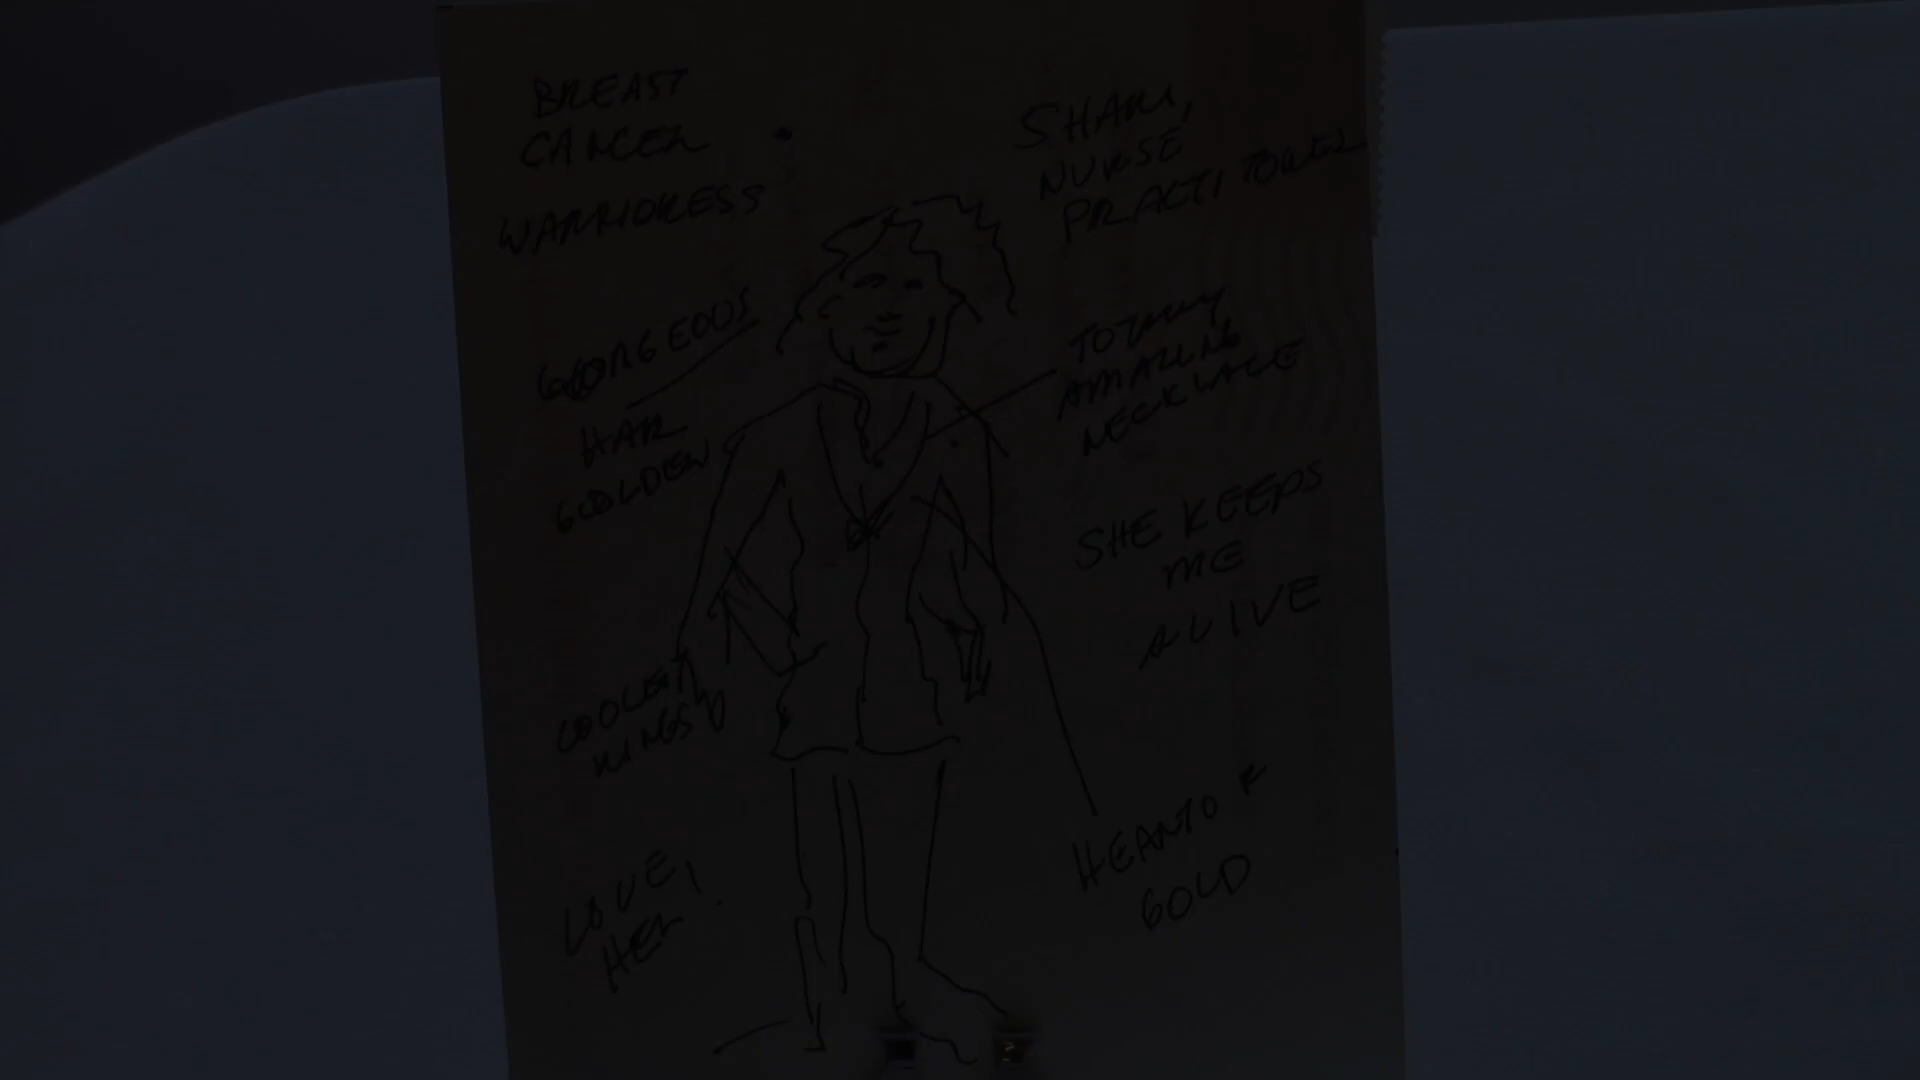 BREAST
CANCER
WARRIORESS
SHARI,
NURSE
PRACTITONER
GORGEOUS
HAR
GOLDEN
TOTALLY
AMAZING
NECKLACE
SHE KEEPS
ME
ALIVE
COOLEST
RINGS
HEART OF
GOLD
LOVE,
HER!